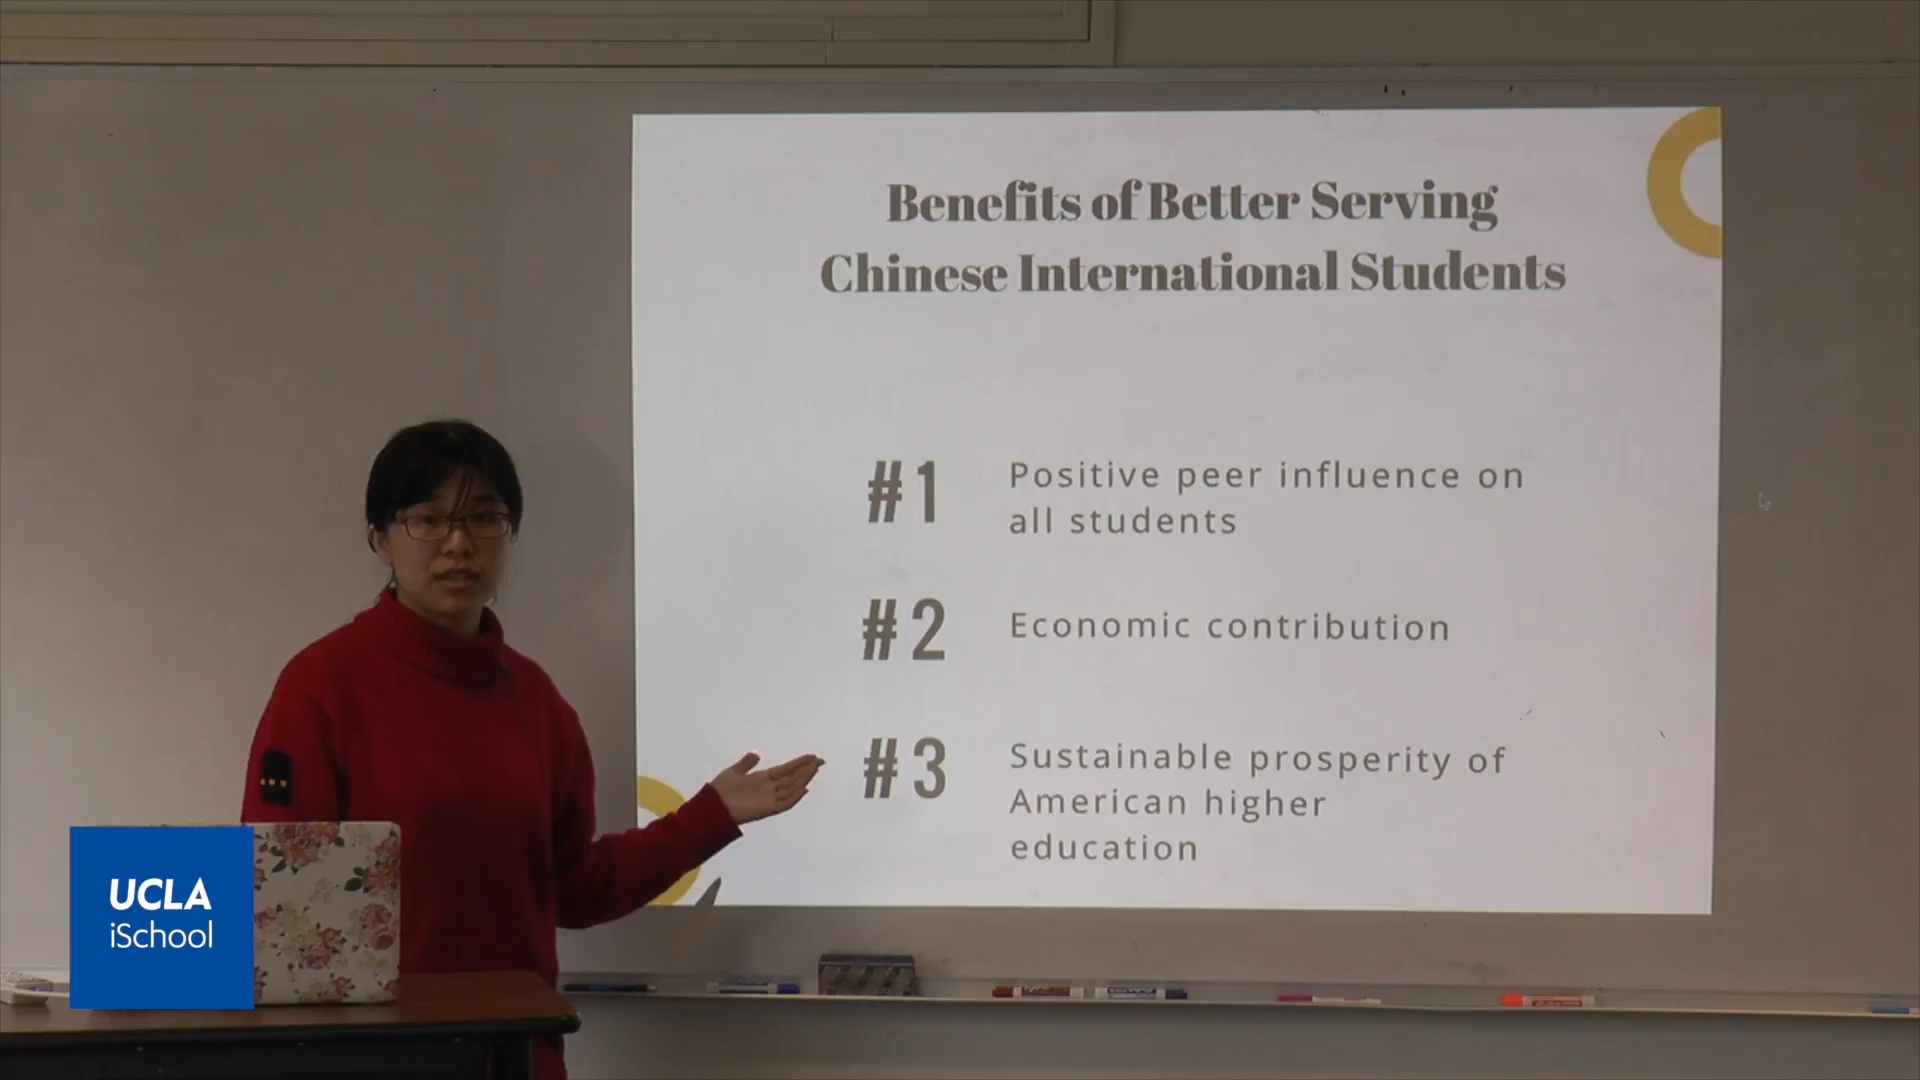 Benefits of Better Serving
Chinese International Students
#1
Positive peer influence on
all students
#2
Economic contribution
#3
Sustainable prosperity of
American higher
education
UCLA
iSchool